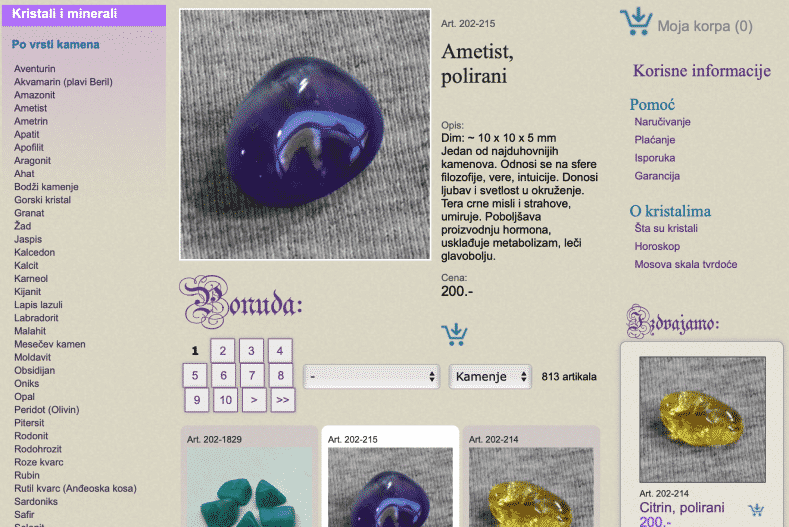 Kristali i minerali
Po vrsti kamena
Aventurin
Akvamarin (plavi Beril)
Amazonit
Ametist
Ametrin
Apatit
Apofilit
Aragonit
Ahat
Bodži kamenje
Gorski kristal
Granat
Žad
Jaspis
Kalcedon
Kalcit
Karneol
Kijanit
Lapis lazuli
Labradorit
Malahit
Mesečev kamen
Moldavit
Obsidijan
Oniks
Opal
Peridot (Olivin)
Pitersit
Rodonit
Rodohrozit
Roze kvarc
Rubin
Rutil kvarc (Anđeoska kosa)
Sardoniks
Safir
Art. 202-215
Ametist,
polirani
Opis:
Dim: ~ 10 x 10 x 5 mm
Jedan od najduhovnijih
kamenova. Odnosi se na sfere
filozofije, vere, intuicije. Donosi
ljubav i svetlost u okruženje.
Tera crne misli i strahove,
umiruje. Poboljšava
proizvodnju hormona,
usklađuje metabolizam, leči
glavobolju.
Cena:
200.-
Ponuda:
1 2 3 4
5 6 7 8
9 10 > >>
- Kamenje 813 artikala
Art. 202-1829
Art. 202-215
Art. 202-214
Moja korpa (0)
Korisne informacije
Pomoć
Naručivanje
Plaćanje
Isporuka
Garancija
O kristalima
Šta su kristali
Horoskop
Mosova skala tvrdoće
Izdvajamo:
Art. 202-214
Citrin, polirani
200.-